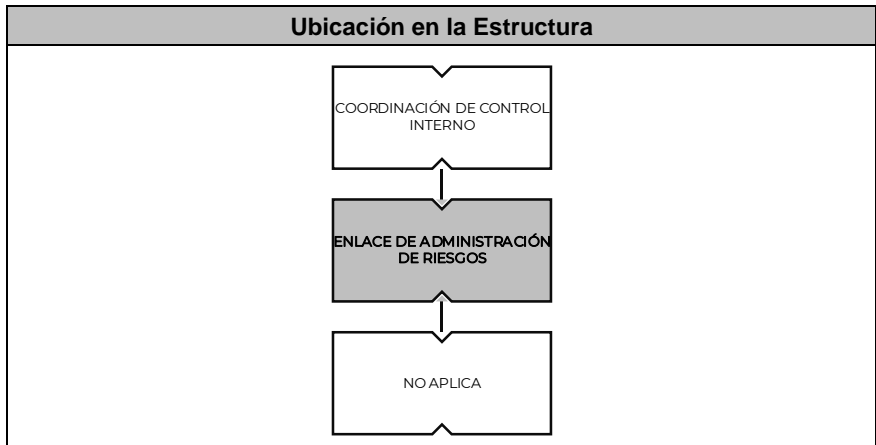 Ubicación en la Estructura
COORDINACIÓN DE CONTROL
INTERNO
ENLACE DE ADMINISTRACIÓN
DE RIESGOS
NO APLICA